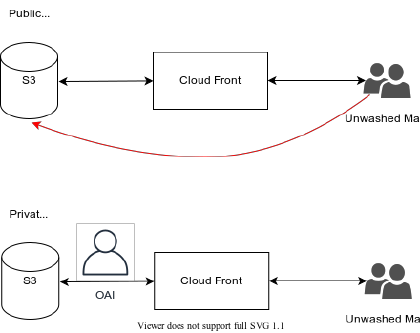 Public...
S3
Cloud Front
Unwashed Ma
Privat...
S3
Cloud Front
OAI
Unwashed Ma
Viewer does not support full SVG 1.1